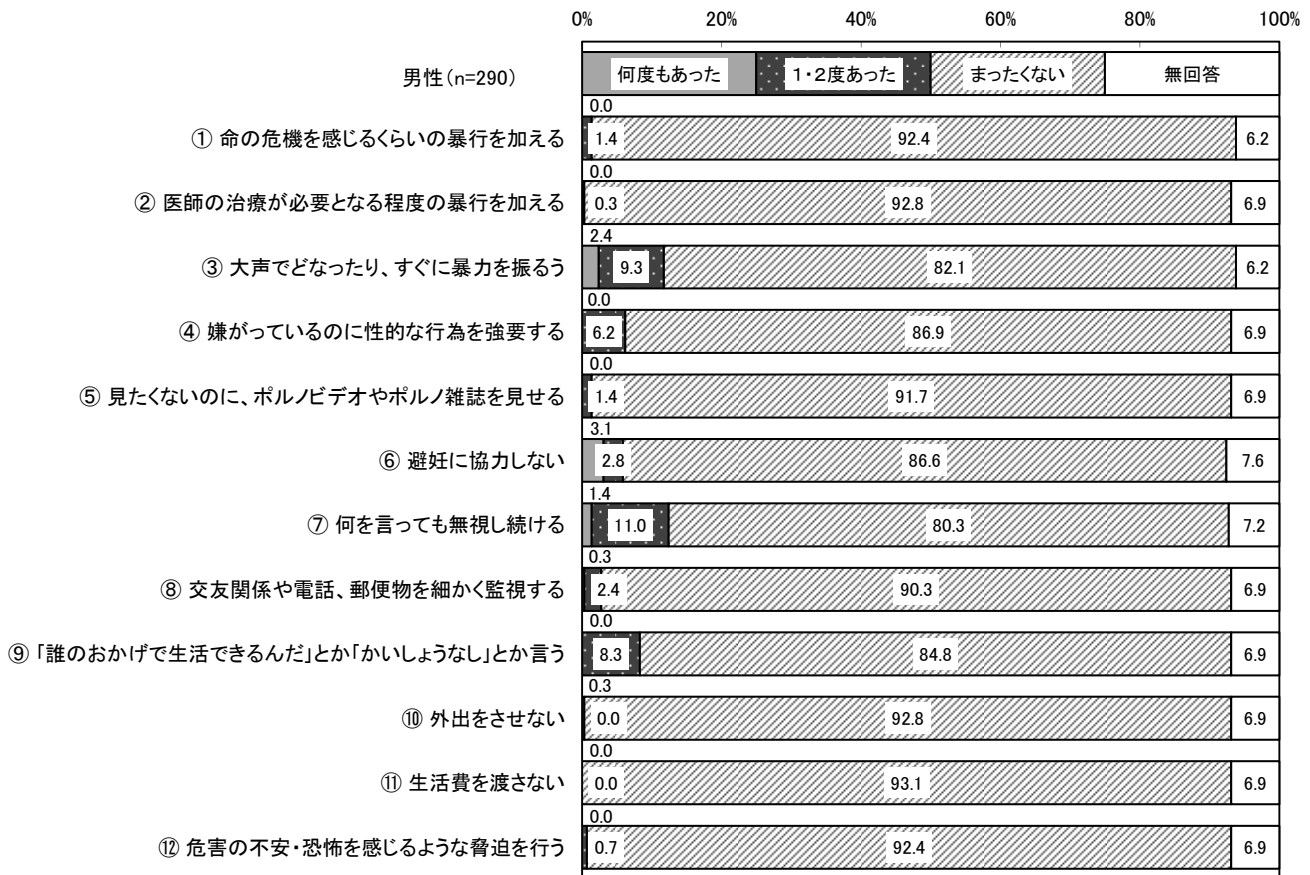 0% 20% 40% 60% 80% 100%
男性(n=290) 何度もあった 1・2度あった まったくない 無回答
0.0
① 命の危機を感じるくらいの暴行を加える 1.4 92.4 6.2
0.0
② 医師の治療が必要となる程度の暴行を加える 0.3 92.8 6.9
2.4
③ 大声でどなったり、すぐに暴力を振るう 9.3 82.1 6.2
0.0
④ 嫌がっているのに性的な行為を強要する 6.2 86.9 6.9
0.0
⑤ 見たくないのに、ポルノビデオやポルノ雑誌を見せる 1.4 91.7 6.9
3.1
⑥ 避妊に協力しない 2.8 86.6 7.6
1.4
⑦ 何を言っても無視し続ける 11.0 80.3 7.2
0.3
⑧ 交友関係や電話、郵便物を細かく監視する 2.4 90.3 6.9
0.0
⑨ 「誰のおかげで生活できるんだ」とか「かいしょうなし」とか言う 8.3 84.8 6.9
0.3
⑩ 外出をさせない 0.0 92.8 6.9
0.0
⑪ 生活費を渡さない 0.0 93.1 6.9
0.0
⑫ 危害の不安・恐怖を感じるような脅迫を行う 0.7 92.4 6.9